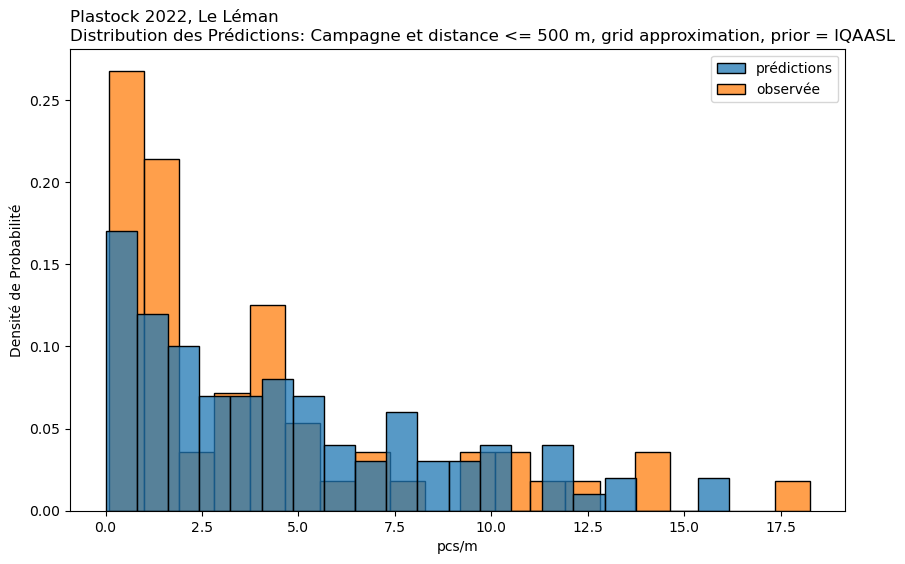 Plastock 2022, Le Léman
Distribution des Prédictions: Campagne et distance <= 500 m, grid approximation, prior = IQAASL
prédictions
observée
Densité de Probabilité
0.25
0.20
0.15
0.10
0.05
0.00
0.0 2.5 5.0 7.5 10.0 12.5 15.0 17.5
pcs/m